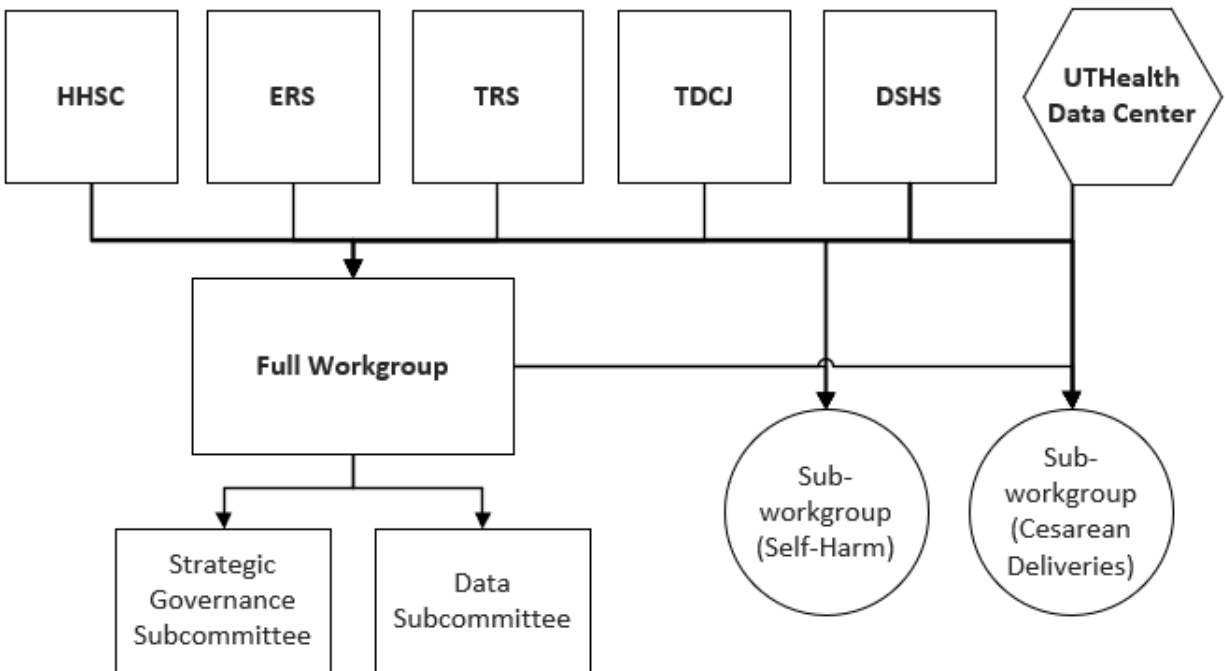 HHSC
ERS
TRS
TDCJ
DSHS
UTHealth
Data Center
Full Workgroup
Sub-
workgroup
(Self-Harm)
Sub-
workgroup
(Cesarean
Deliveries)
Strategic
Governance
Subcommittee
Data
Subcommittee